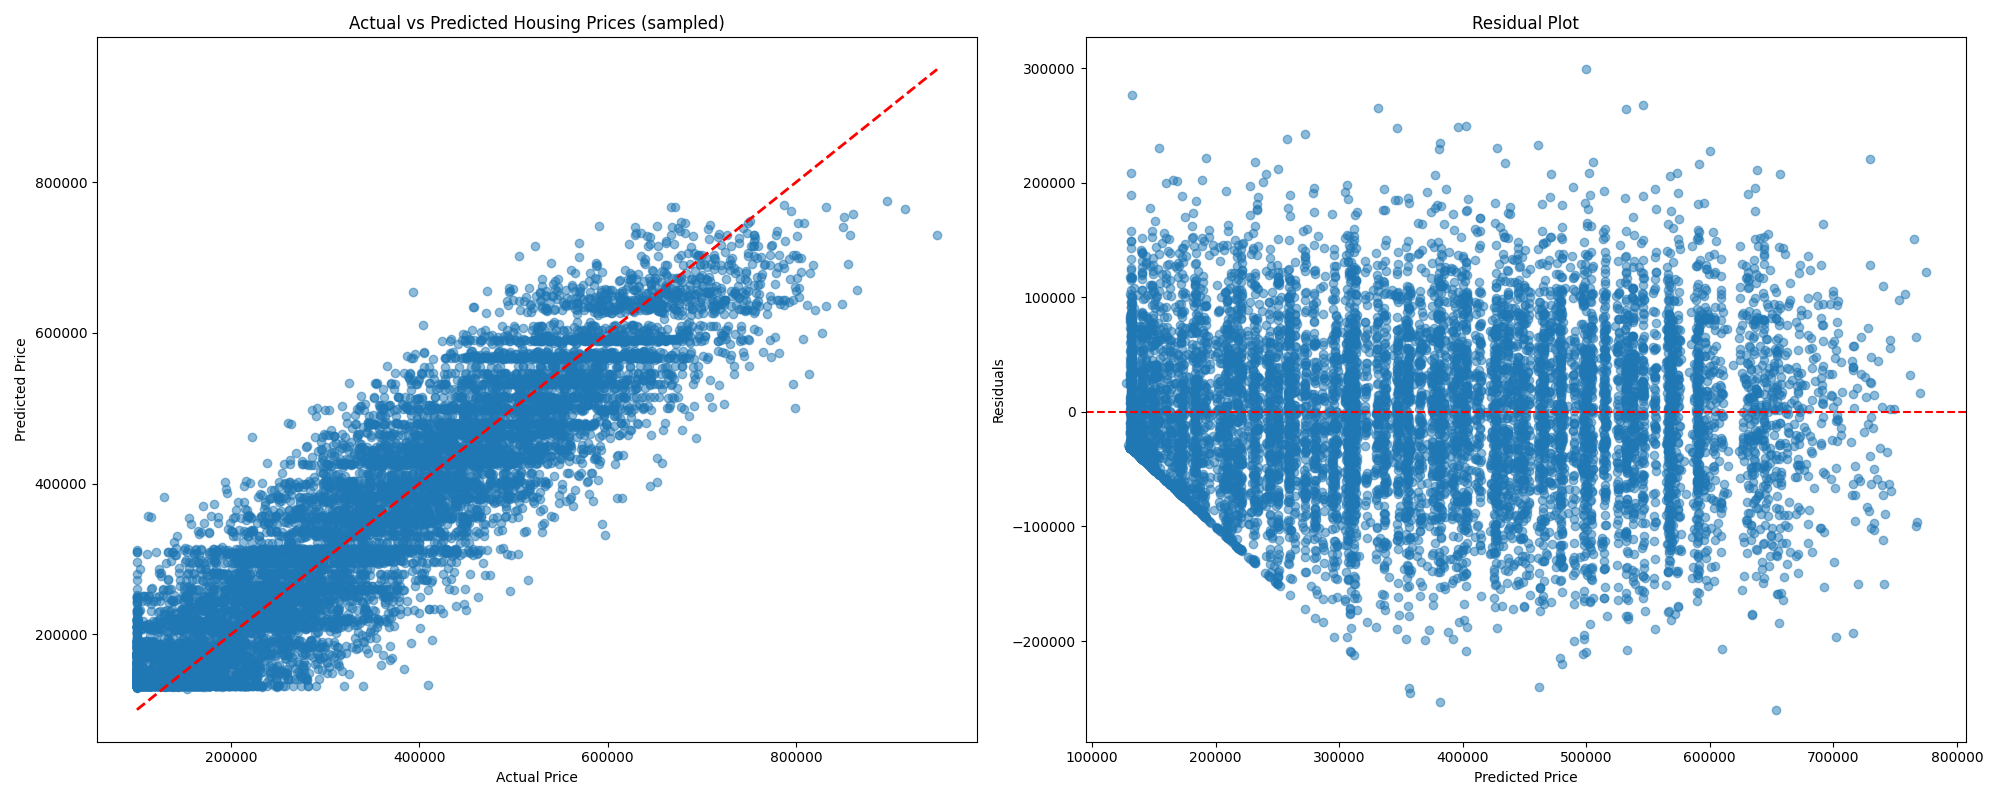 Actual vs Predicted Housing Prices (sampled)
Predicted Price
800000
600000
400000
200000
200000 400000 600000 800000
Actual Price
Residual Plot
Residuals
300000
200000
100000
0
−100000
−200000
100000 200000 300000 400000 500000 600000 700000 800000
Predicted Price